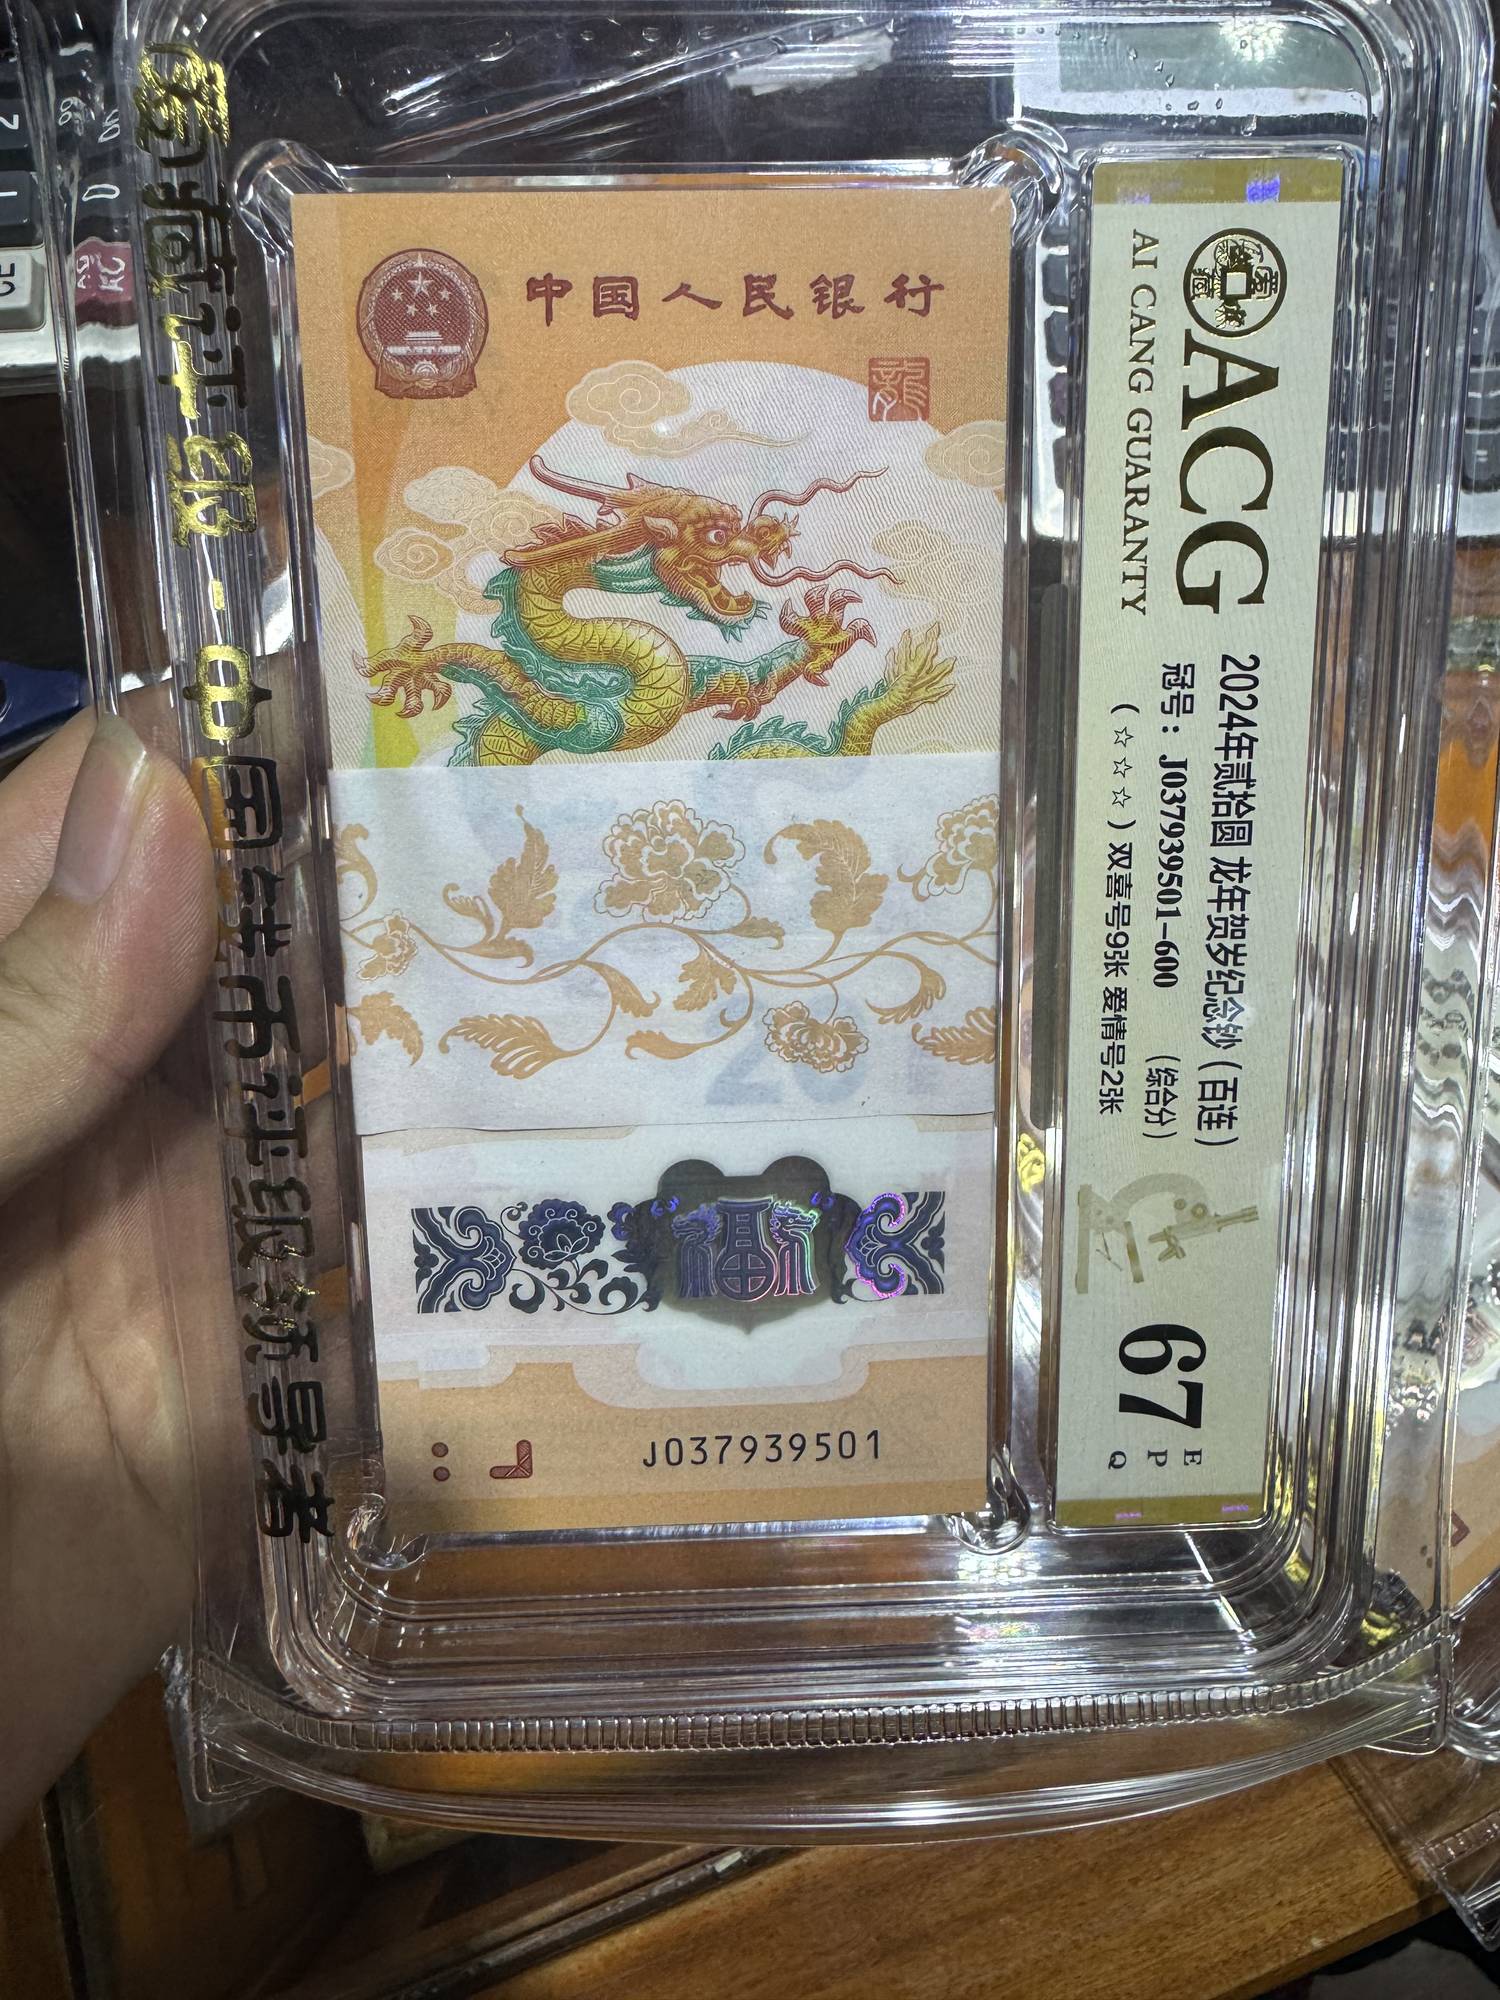 爱藏评级 - 中国钱币评级领导者
中国人民银行
龍
J037939501
ACG
AI CANG GUARANTY
2024年贰拾圆 龙年贺岁纪念钞 (百连)
冠号：J037939501-600 (综合分)
(☆☆☆) 双喜号9张 爱情号2张
67
E
P
Q